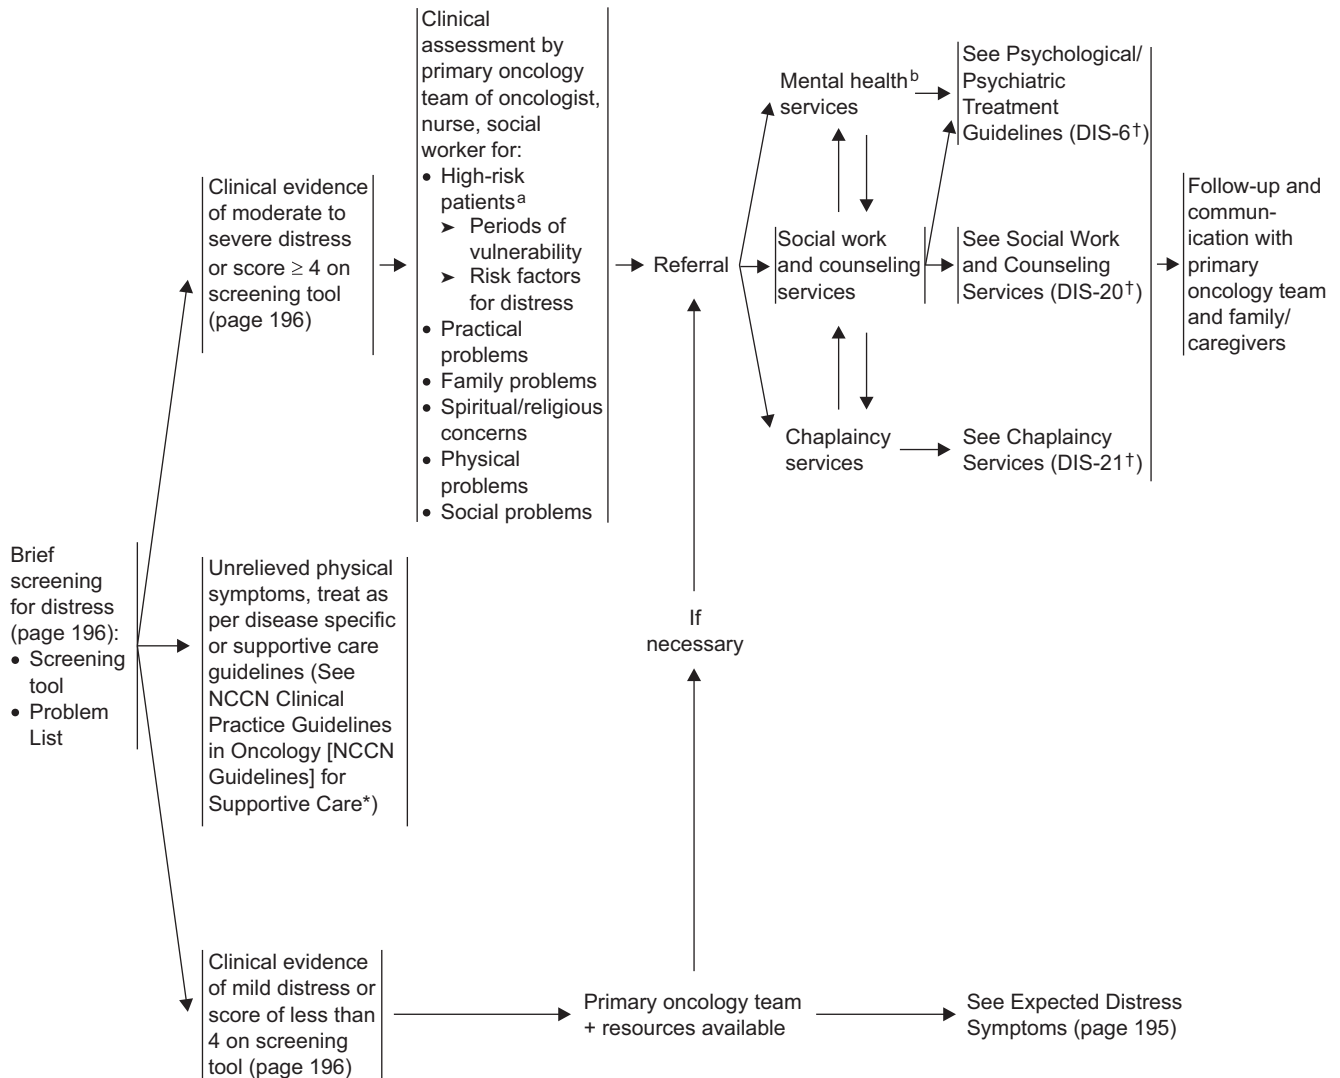 Brief
screening
for distress
(page 196):
• Screening
tool
• Problem
List
Clinical evidence
of moderate to
severe distress
or score ≥ 4 on
screening tool
(page 196)
Clinical
assessment by
primary oncology
team of oncologist,
nurse, social
worker for:
• High-risk
patientsᵃ
➤ Periods of
vulnerability
➤ Risk factors
for distress
• Practical
problems
• Family problems
• Spiritual/religious
concerns
• Physical
problems
• Social problems
Referral
Mental healthᵇ
services
Social work
and counseling
services
Chaplaincy
services
See Psychological/
Psychiatric
Treatment
Guidelines (DIS-6†)
See Social Work
and Counseling
Services (DIS-20†)
See Chaplaincy
Services (DIS-21†)
Follow-up and
commun-
ication with
primary
oncology team
and family/
caregivers
Unrelieved physical
symptoms, treat as
per disease specific
or supportive care
guidelines (See
NCCN Clinical
Practice Guidelines
in Oncology [NCCN
Guidelines] for
Supportive Care*)
If
necessary
Clinical evidence
of mild distress or
score of less than
4 on screening
tool (page 196)
Primary oncology team
+ resources available
See Expected Distress
Symptoms (page 195)